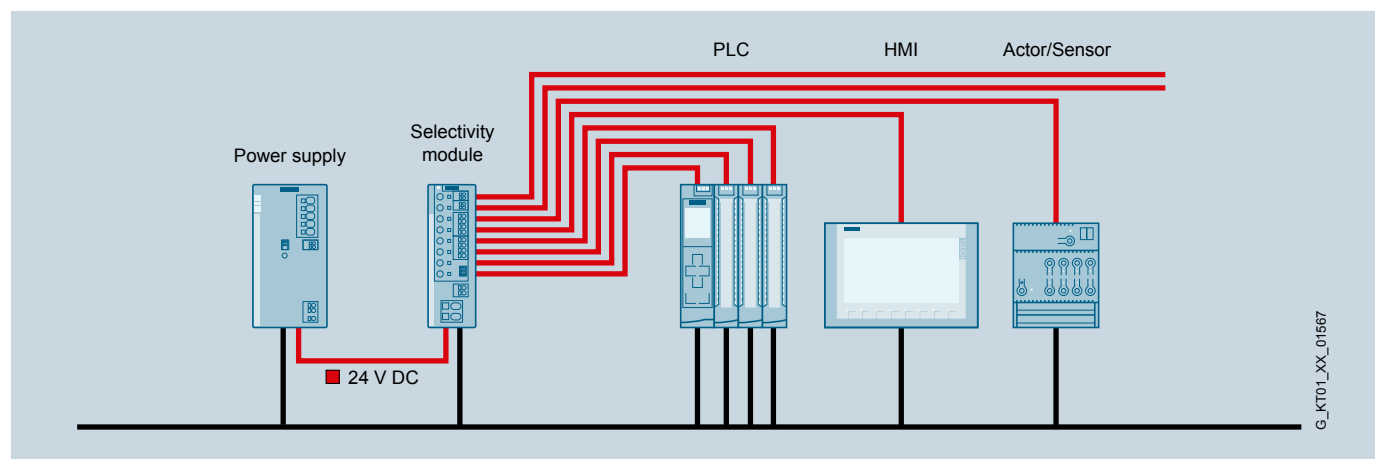 PLC
HMI
Actor/Sensor
Selectivity
module
Power supply
24 V DC
G_KT01_XX_01567